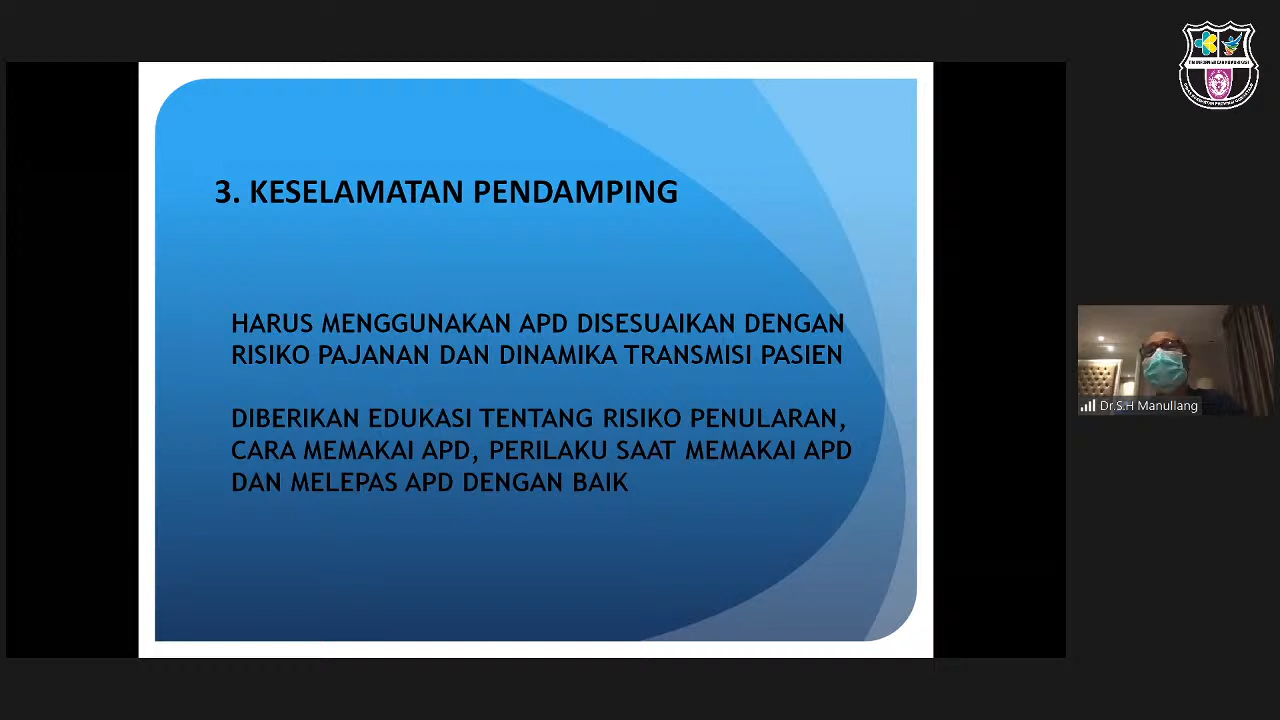 3. KESELAMATAN PENDAMPING
HARUS MENGGUNAKAN APD DISESUAIKAN DENGAN
RISIKO PAJANAN DAN DINAMIKA TRANSMISI PASIEN
DIBERIKAN EDUKASI TENTANG RISIKO PENULARAN,
CARA MEMAKAI APD, PERILAKU SAAT MEMAKAI APD
DAN MELEPAS APD DENGAN BAIK
Dr.S.H Manullang